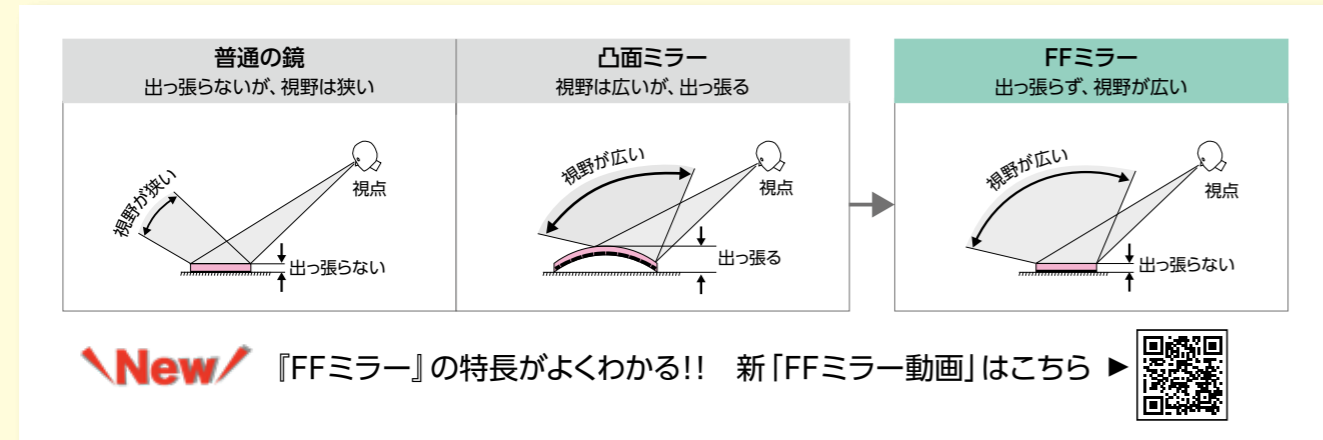 普通の鏡
出っ張らないが、視野は狭い
視野が狭い
視点
出っ張らない
凸面ミラー
視野は広いが、出っ張る
視野が広い
視点
出っ張る
FFミラー
出っ張らず、視野が広い
視野が広い
視点
出っ張らない
\New/ 『FFミラー』の特長がよくわかる!! 新「FFミラー動画」はこちら ▶